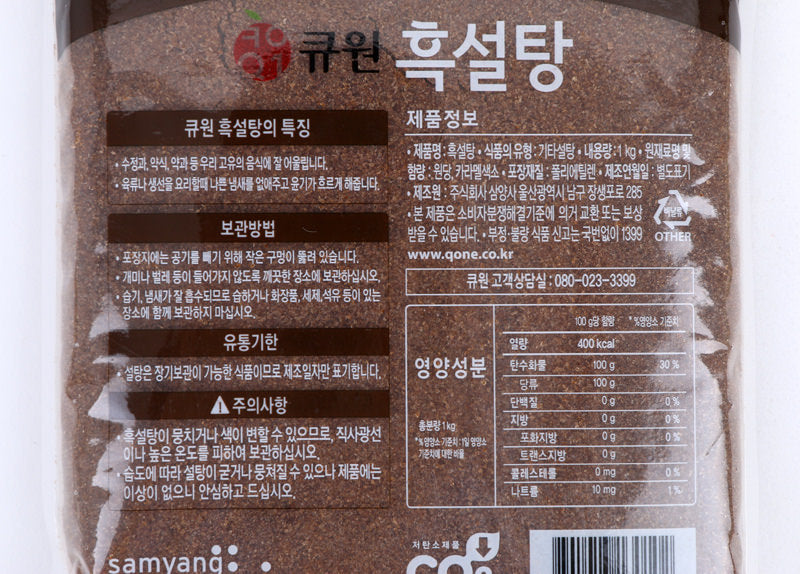 큐원 흑설탕
큐원 흑설탕의 특징
• 수정과, 약식, 약과 등 우리 고유의 음식에 잘 어울립니다.
• 육류나 생선을 요리할때 나쁜 냄새를 없애주고 윤기가 흐르게 해줍니다.
보관방법
• 포장지에는 공기를 빼기 위해 작은 구멍이 뚫려 있습니다.
• 개미나 벌레 등이 들어가지 않도록 깨끗한 장소에 보관하십시오.
• 습기, 냄새가 잘 흡수되므로 습하거나 화장품, 세제,석유 등이 있는
장소에 함께 보관하지 마십시오.
유통기한
• 설탕은 장기보관이 가능한 식품이므로 제조일자만 표기합니다.
주의사항
• 흑설탕이 뭉치거나 색이 변할 수 있으므로, 직사광선
이나 높은 온도를 피하여 보관하십시오.
• 습도에 따라 설탕이 굳거나 뭉쳐질 수 있으나 제품에는
이상이 없으니 안심하고 드십시오.
samyang
제품정보
• 제품명 : 흑설탕 • 식품의 유형 : 기타설탕 • 내용량 : 1 kg • 원재료명 및
함량 : 원당, 카라멜색소 • 포장재질 : 폴리에틸렌 • 제조연월일 : 별도표기
• 제조원 : 주식회사 삼양사 울산광역시 남구 장생포로 285
• 본 제품은 소비자분쟁해결기준에 의거 교환 또는 보상
받을 수 있습니다. • 부정·불량 식품 신고는 국번없이 1399
비닐류
OTHER
www.qone.co.kr
큐원 고객상담실 : 080-023-3399
영양성분
총분량 1 kg
* %영양소 기준치 : 1일 영양소
기준치에 대한 비율
100 g당 함량 * %영양소 기준치
열량 400 kcal
탄수화물 100 g 30 %
당류 100 g
단백질 0 g 0 %
지방 0 g 0 %
포화지방 0 g 0 %
트랜스지방 0 g
콜레스테롤 0 mg 0 %
나트륨 10 mg 1 %
저탄소제품